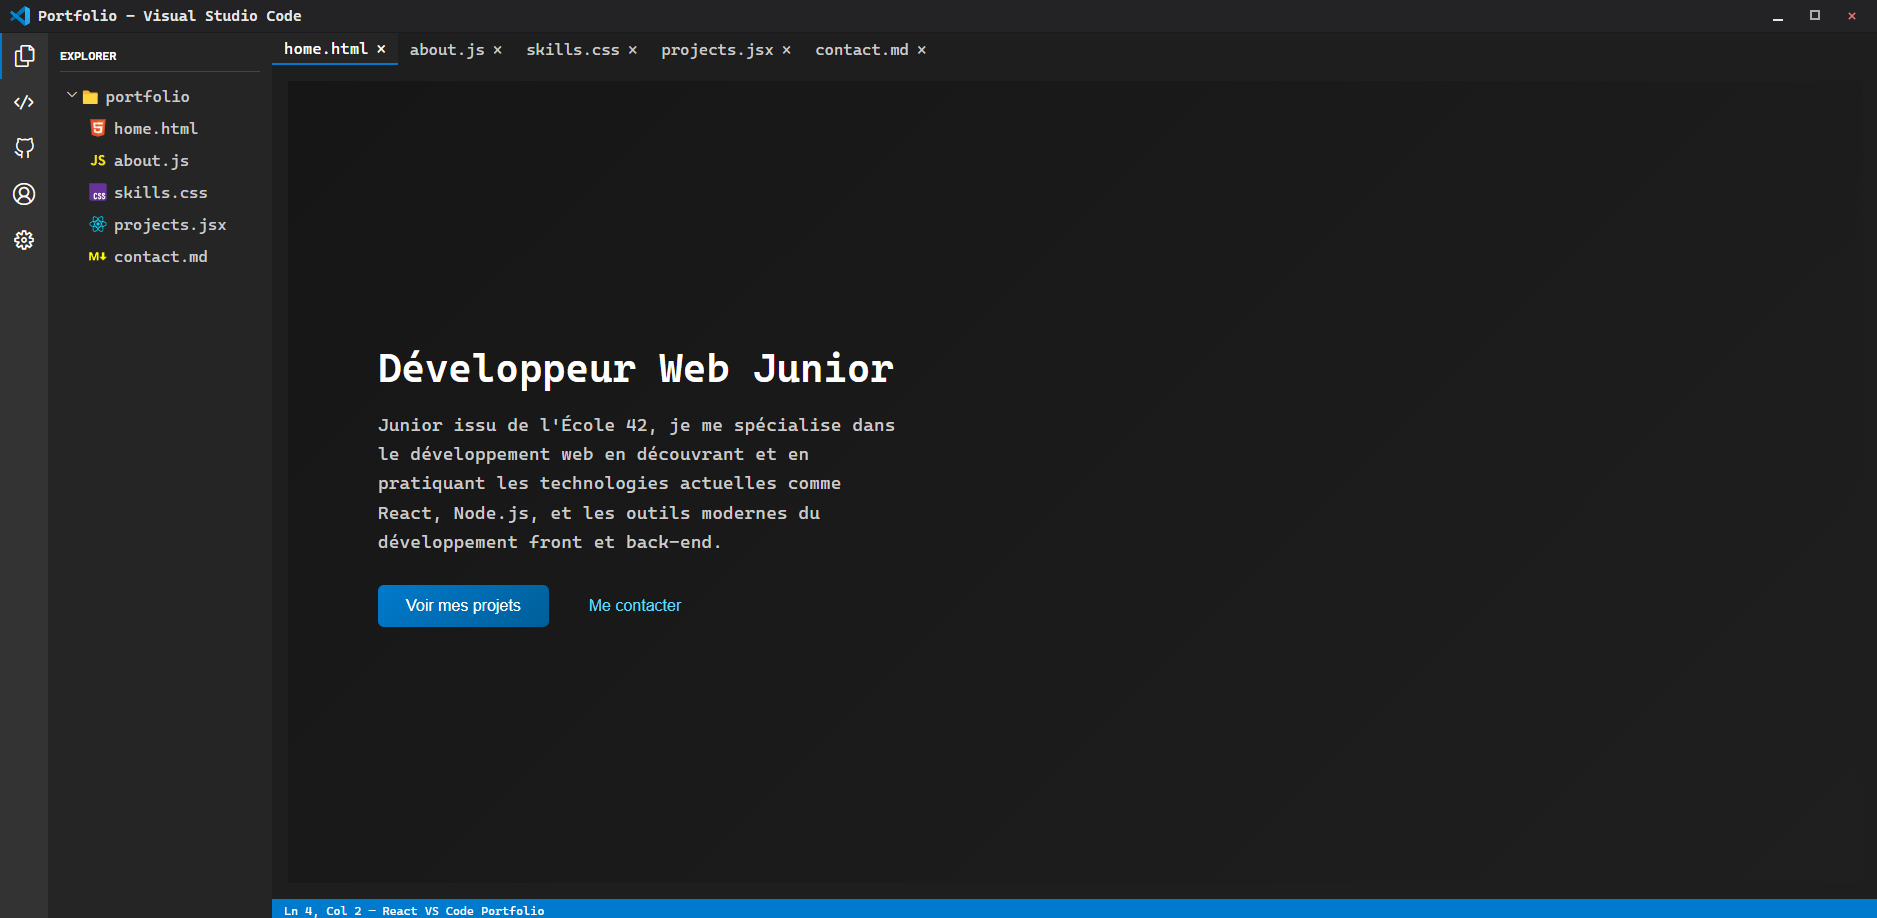 Portfolio — Visual Studio Code
EXPLORER
portfolio
home.html
JS about.js
CSS skills.css
projects.jsx
M contact.md
home.html ×
about.js ×
skills.css ×
projects.jsx ×
contact.md ×
Développeur Web Junior
Junior issu de l'École 42, je me spécialise dans
le développement web en découvrant et en
pratiquant les technologies actuelles comme
React, Node.js, et les outils modernes du
développement front et back-end.
Voir mes projets
Me contacter
Ln 4, Col 2 — React VS Code Portfolio